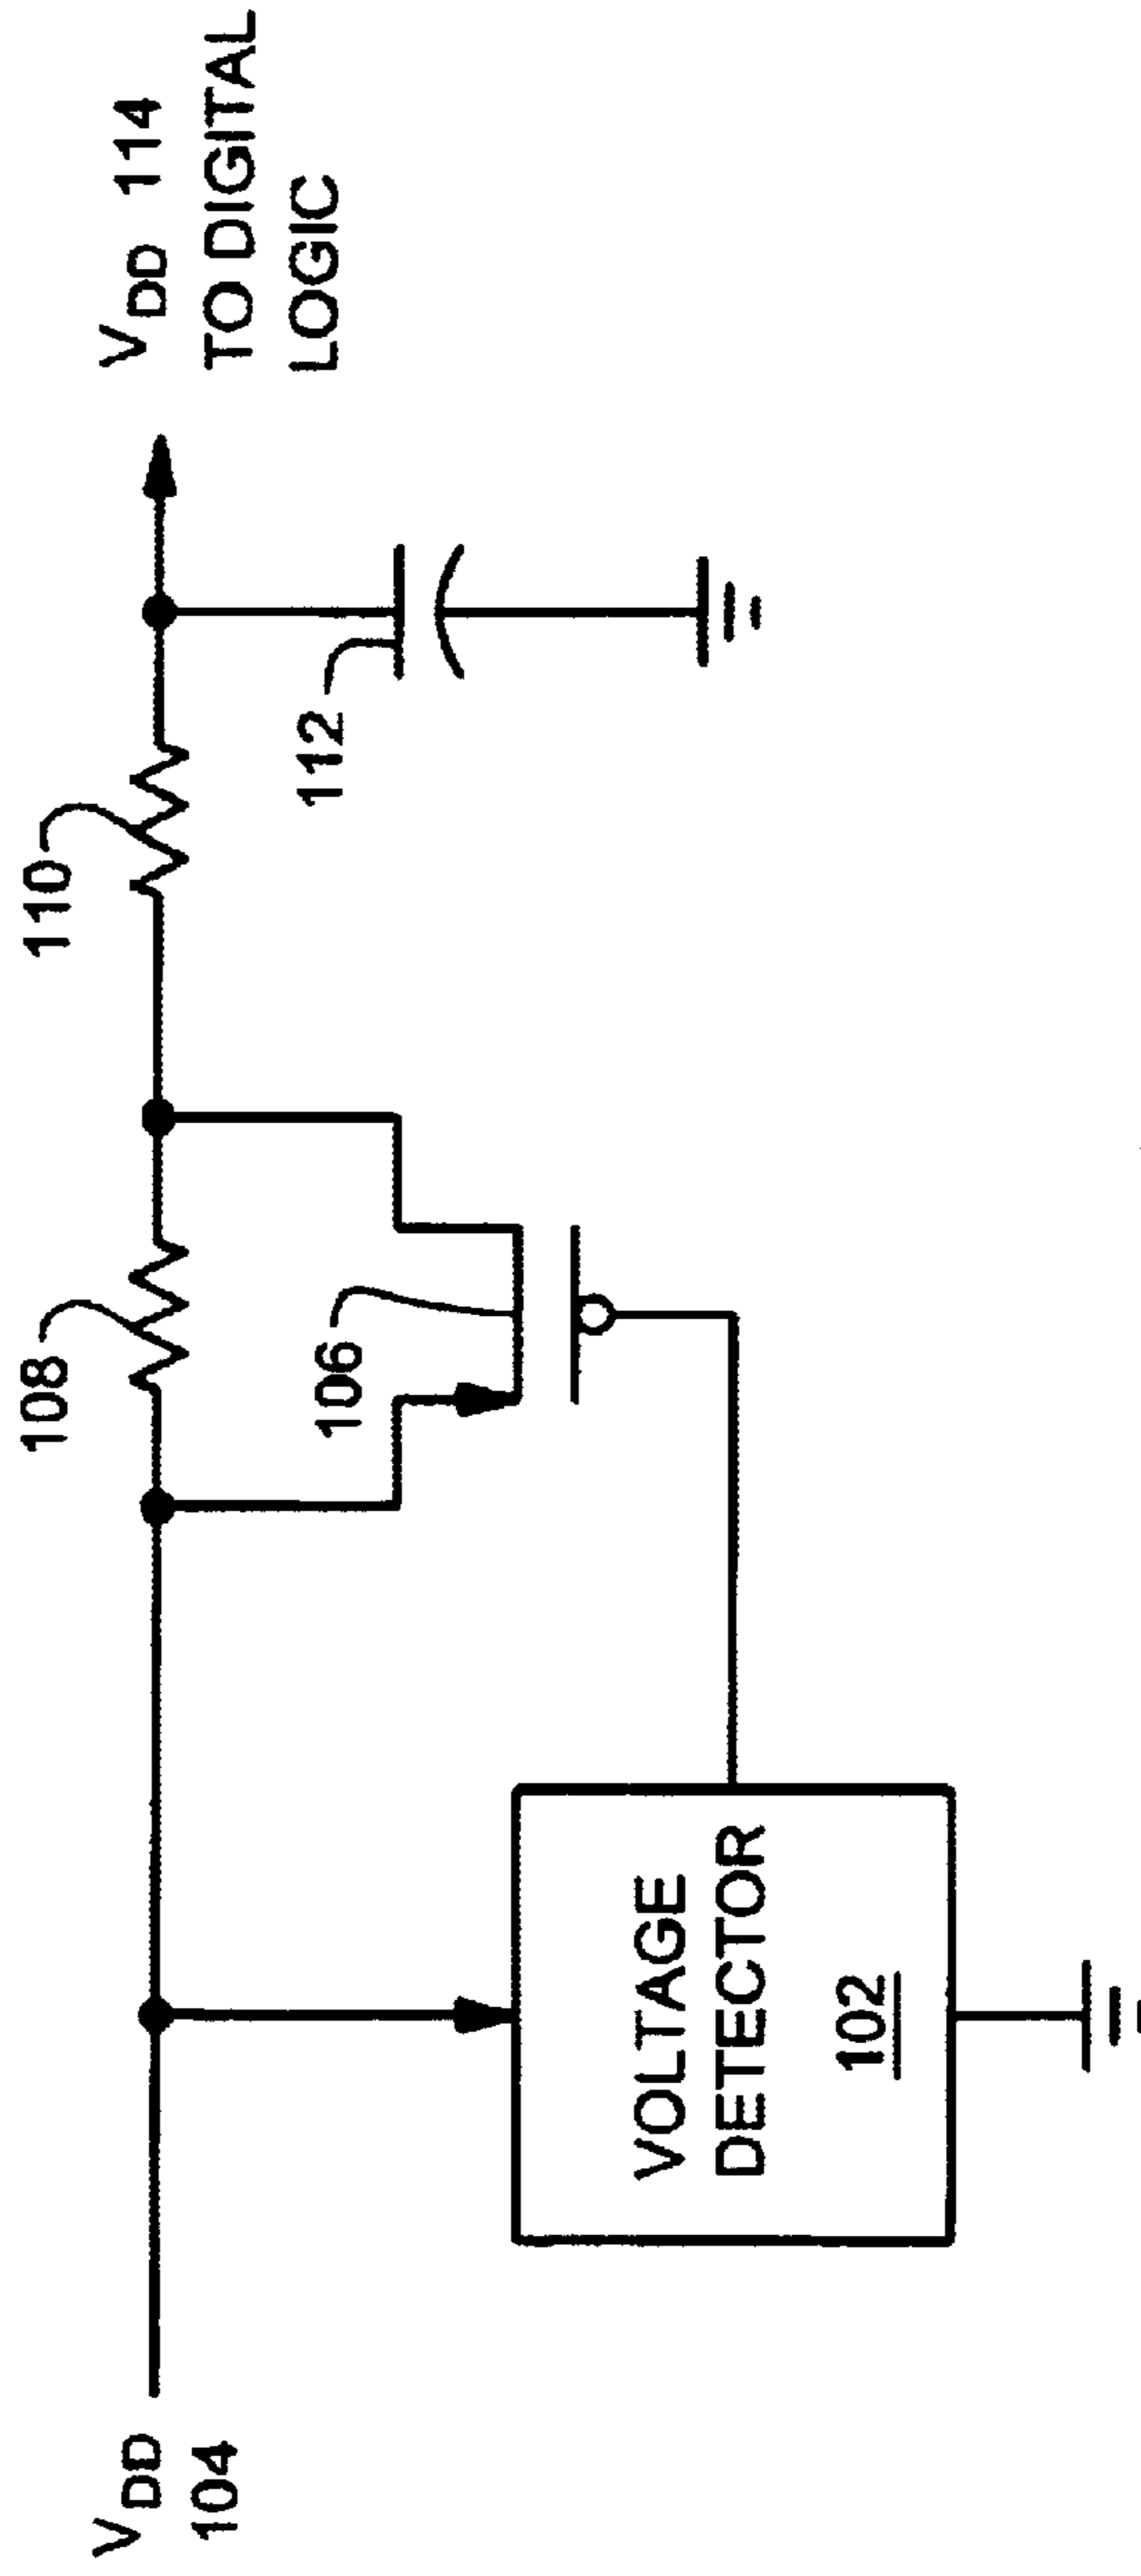 V_DD
104
VOLTAGE
DETECTOR
102
108
106
110
112
V_DD 114
TO DIGITAL
LOGIC